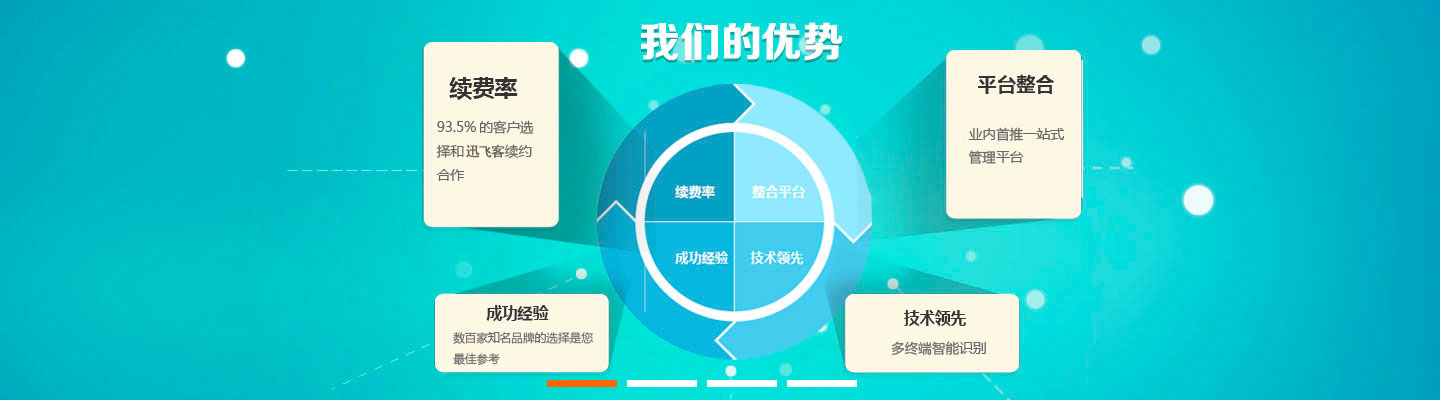 我们的优势
续费率
93.5% 的客户选
择和 迅飞客续约
合作
平台整合
业内首推一站式
管理平台
续费率
整合平台
成功经验
技术领先
成功经验
数百家知名品牌的选择是您
最佳参考
技术领先
多终端智能识别